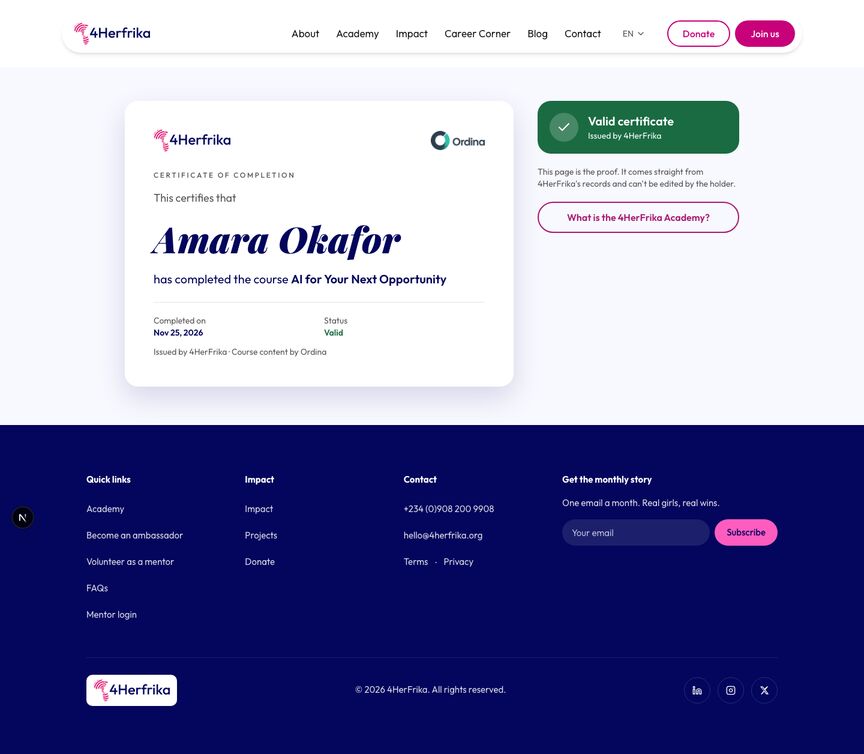 4Herfrika
About
Academy
Impact
Career Corner
Blog
Contact
EN
Donate
Join us
4Herfrika
Ordina
CERTIFICATE OF COMPLETION
This certifies that
Amara Okafor
has completed the course AI for Your Next Opportunity
Completed on
Nov 25, 2026
Status
Valid
Issued by 4HerFrika · Course content by Ordina
Valid certificate
Issued by 4HerFrika
This page is the proof. It comes straight from
4HerFrika's records and can't be edited by the holder.
What is the 4HerFrika Academy?
Quick links
Academy
Become an ambassador
Volunteer as a mentor
FAQs
Mentor login
Impact
Impact
Projects
Donate
Contact
+234 (0)908 200 9908
hello@4herfrika.org
Terms · Privacy
Get the monthly story
One email a month. Real girls, real wins.
Your email
Subscribe
N
4Herfrika
© 2026 4HerFrika. All rights reserved.